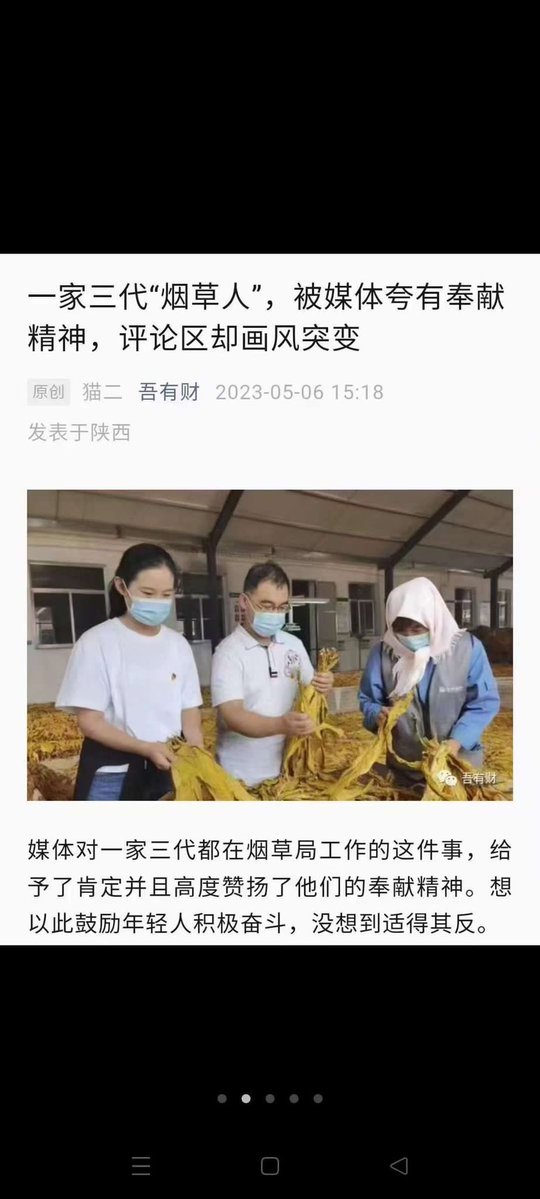 一家三代“烟草人”，被媒体夸有奉献
精神，评论区却画风突变
原创 猫二 吾有财 2023-05-06 15:18
发表于陕西
吾有财
媒体对一家三代都在烟草局工作的这件事，给
予了肯定并且高度赞扬了他们的奉献精神。想
以此鼓励年轻人积极奋斗，没想到适得其反。